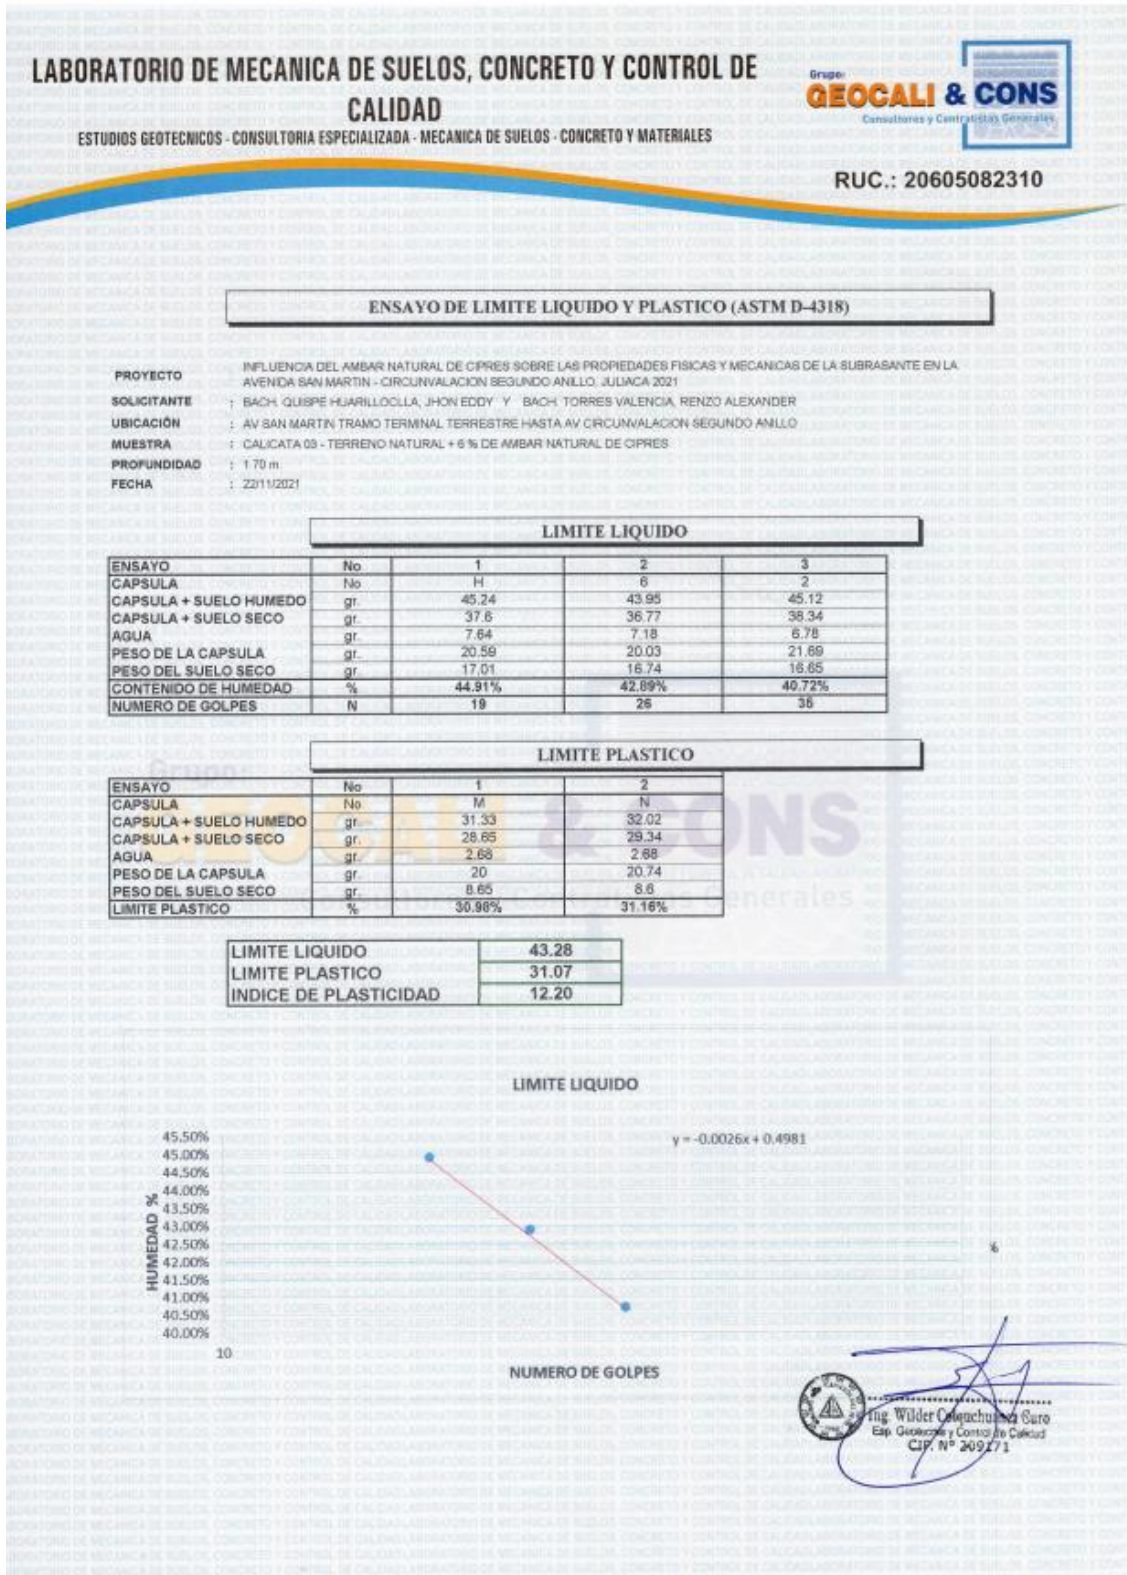 LABORATORIO DE MECANICA DE SUELOS, CONCRETO Y CONTROL DE
CALIDAD
ESTUDIOS GEOTECNICOS - CONSULTORIA ESPECIALIZADA - MECANICA DE SUELOS - CONCRETO Y MATERIALES
Grupo:
GEOCALI & CONS
Consultores y Contratistas Generales
RUC.: 20605082310
ENSAYO DE LIMITE LIQUIDO Y PLASTICO (ASTM D-4318)
PROYECTO INFLUENCIA DEL AMBAR NATURAL DE CIPRES SOBRE LAS PROPIEDADES FISICAS Y MECANICAS DE LA SUBRASANTE EN LA
AVENIDA SAN MARTIN - CIRCUNVALACION SEGUNDO ANILLO, JULIACA 2021
SOLICITANTE : BACH. QUISPE HUARILLOCLLA, JHON EDDY Y BACH. TORRES VALENCIA, RENZO ALEXANDER
UBICACIÓN : AV SAN MARTIN TRAMO TERMINAL TERRESTRE HASTA AV CIRCUNVALACION SEGUNDO ANILLO
MUESTRA : CALICATA 03 - TERRENO NATURAL + 6 % DE AMBAR NATURAL DE CIPRES
PROFUNDIDAD : 1.70 m.
FECHA : 22/11/2021
LIMITE LIQUIDO
ENSAYO No 1 2 3
CAPSULA No H 6 2
CAPSULA + SUELO HUMEDO gr. 45.24 43.95 45.12
CAPSULA + SUELO SECO gr. 37.6 36.77 38.34
AGUA gr. 7.64 7.18 6.78
PESO DE LA CAPSULA gr. 20.59 20.03 21.69
PESO DEL SUELO SECO gr. 17.01 16.74 16.65
CONTENIDO DE HUMEDAD % 44.91% 42.89% 40.72%
NUMERO DE GOLPES N 19 26 35
LIMITE PLASTICO
ENSAYO No 1 2
CAPSULA No. M N
CAPSULA + SUELO HUMEDO gr. 31.33 32.02
CAPSULA + SUELO SECO gr. 28.65 29.34
AGUA gr. 2.68 2.68
PESO DE LA CAPSULA gr. 20 20.74
PESO DEL SUELO SECO gr. 8.65 8.6
LIMITE PLASTICO % 30.98% 31.16%
LIMITE LIQUIDO 43.28
LIMITE PLASTICO 31.07
INDICE DE PLASTICIDAD 12.20
LIMITE LIQUIDO
y = -0.0026x + 0.4981
HUMEDAD %
45.50%
45.00%
44.50%
44.00%
43.50%
43.00%
42.50%
42.00%
41.50%
41.00%
40.50%
40.00%
%
10
NUMERO DE GOLPES
Ing. Wilder Curo
Esp. Geotecnia y Control de Calidad
CIP. Nº 209171